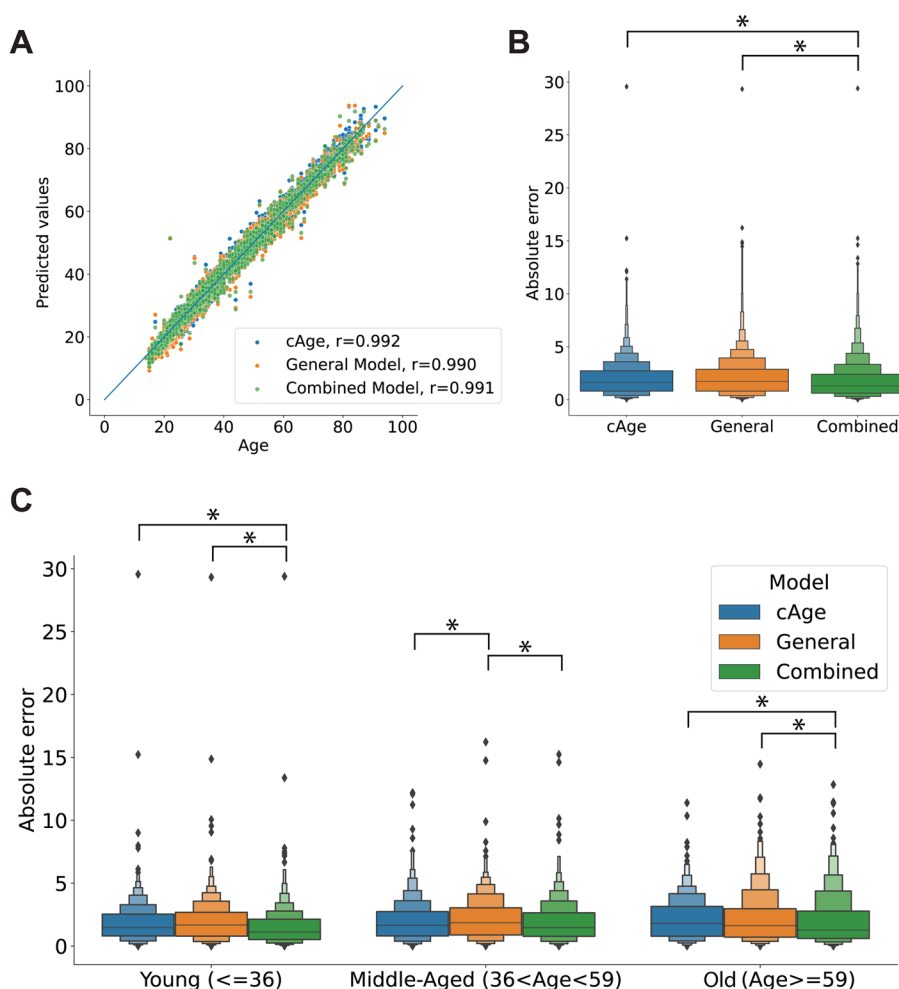 A
100
80
60
40
20
0
Predicted values
0 20 40 60 80 100
Age
cAge, r=0.992
General Model, r=0.990
Combined Model, r=0.991
B
*
*
30
25
20
15
10
5
0
Absolute error
cAge General Combined
C
*
*
*
*
*
*
30
25
20
15
10
5
0
Absolute error
Model
cAge
General
Combined
Young (<=36) Middle-Aged (36<Age<59) Old (Age>=59)